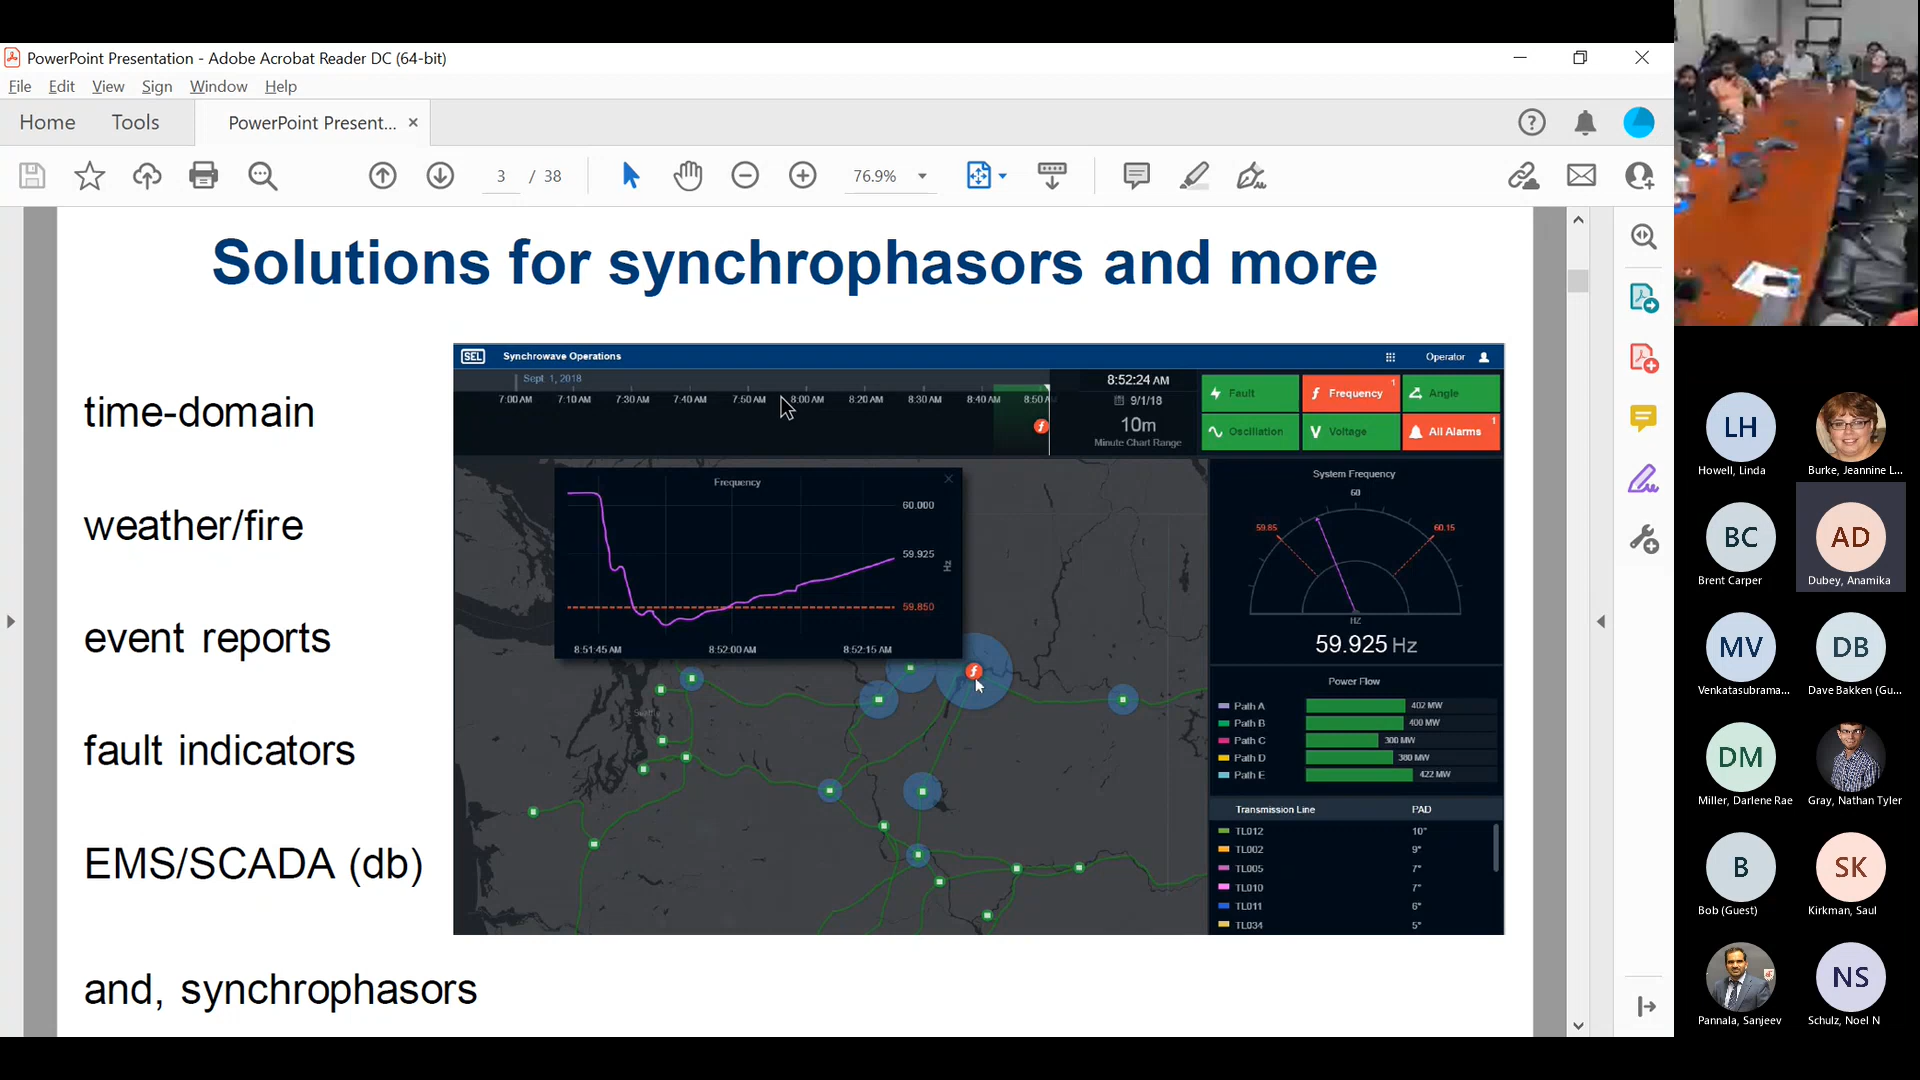 PowerPoint Presentation - Adobe Acrobat Reader DC (64-bit)
File Edit View Sign Window Help
Home Tools PowerPoint Present... ×
3 / 38 76.9%
Solutions for synchrophasors and more
time-domain
weather/fire
event reports
fault indicators
EMS/SCADA (db)
and, synchrophasors
SEL Synchrowave Operations Operator
Sept 1, 2018
7:00 AM 7:10 AM 7:30 AM 7:40 AM 7:50 AM 8:00 AM 8:20 AM 8:30 AM 8:40 AM 8:50 A
8:52:24 AM
9/1/18
10m
Minute Chart Range
Fault Frequency 1 Angle
Oscillation Voltage All Alarms 1
Frequency
60.000
59.925
Hz
59.850
8:51:45 AM 8:52:00 AM 8:52:15 AM
Seattle
System Frequency
60
59.85 60.15
HZ
59.925 Hz
Power Flow
Path A 402 MW
Path B 400 MW
Path C 300 MW
Path D 380 MW
Path E 422 MW
Transmission Line PAD
TL012 10°
TL002 9°
TL005 7°
TL010 7°
TL011 6°
TL034 5°
LH
Howell, Linda Burke, Jeannine L...
BC AD
Brent Carper Dubey, Anamika
MV DB
Venkatasubrama... Dave Bakken (Gu...
DM
Miller, Darlene Rae Gray, Nathan Tyler
B SK
Bob (Guest) Kirkman, Saul
NS
Pannala, Sanjeev Schulz, Noel N